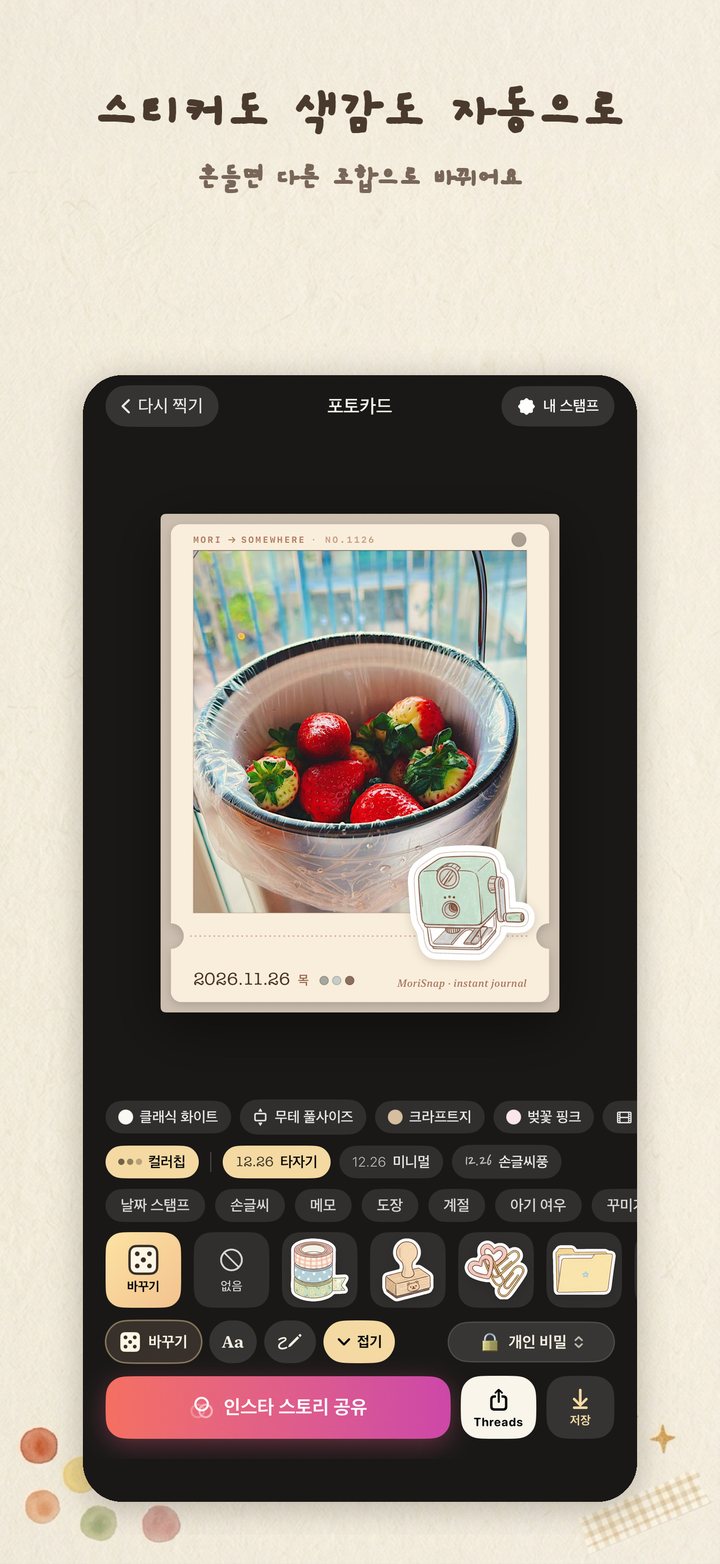 스티커도 색감도 자동으로
흔들면 다른 조합으로 바뀌어요
다시 찍기
포토카드
내 스탬프
MORI → SOMEWHERE · NO.1126
2026.11.26 목
MoriSnap · instant journal
클래식 화이트
무테 풀사이즈
크라프트지
벚꽃 핑크
컬러칩
12.26 타자기
12.26 미니멀
12.26 손글씨풍
날짜 스탬프
손글씨
메모
도장
계절
아기 여우
꾸미
바꾸기
없음
바꾸기
Aa
접기
개인 비밀
인스타 스토리 공유
Threads
저장